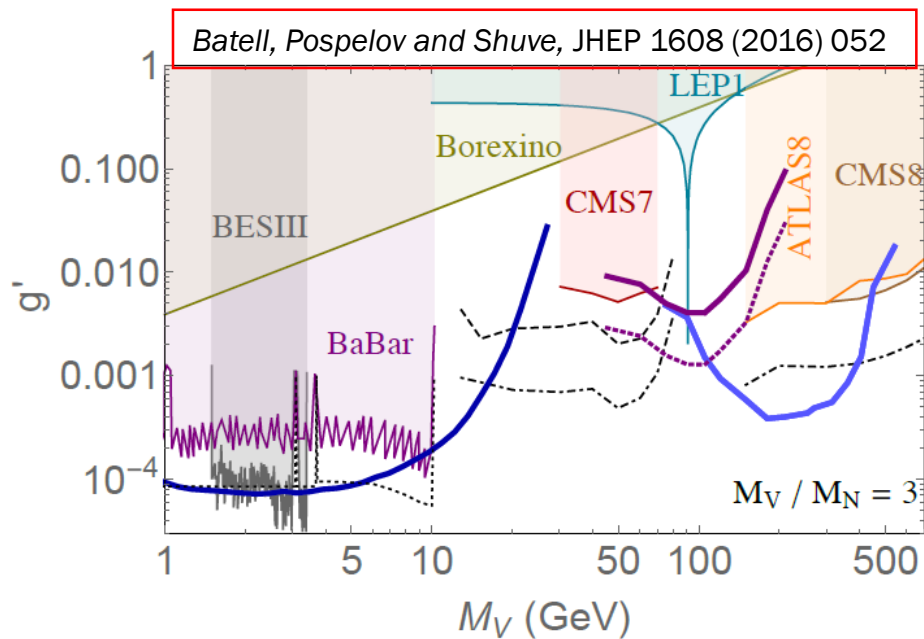 Batell, Pospelov and Shuve, JHEP 1608 (2016) 052
1
0.100
0.010
0.001
10⁻⁴
g'
LEP1
Borexino
CMS7
ATLAS8
CMS8
BESIII
BaBar
M_V / M_N = 3
1
5
10
50
100
500
M_V (GeV)